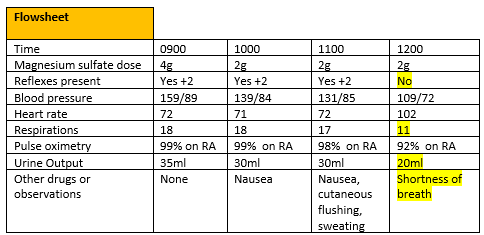 Flowsheet
Time 0900 1000 1100 1200
Magnesium sulfate dose 4g 2g 2g 2g
Reflexes present Yes +2 Yes +2 Yes +2 No
Blood pressure 159/89 139/84 131/85 109/72
Heart rate 72 71 72 102
Respirations 18 18 17 11
Pulse oximetry 99% on RA 99% on RA 98% on RA 92% on RA
Urine Output 35ml 30ml 30ml 20ml
Other drugs or None Nausea Nausea, Shortness of
observations cutaneous breath
flushing,
sweating